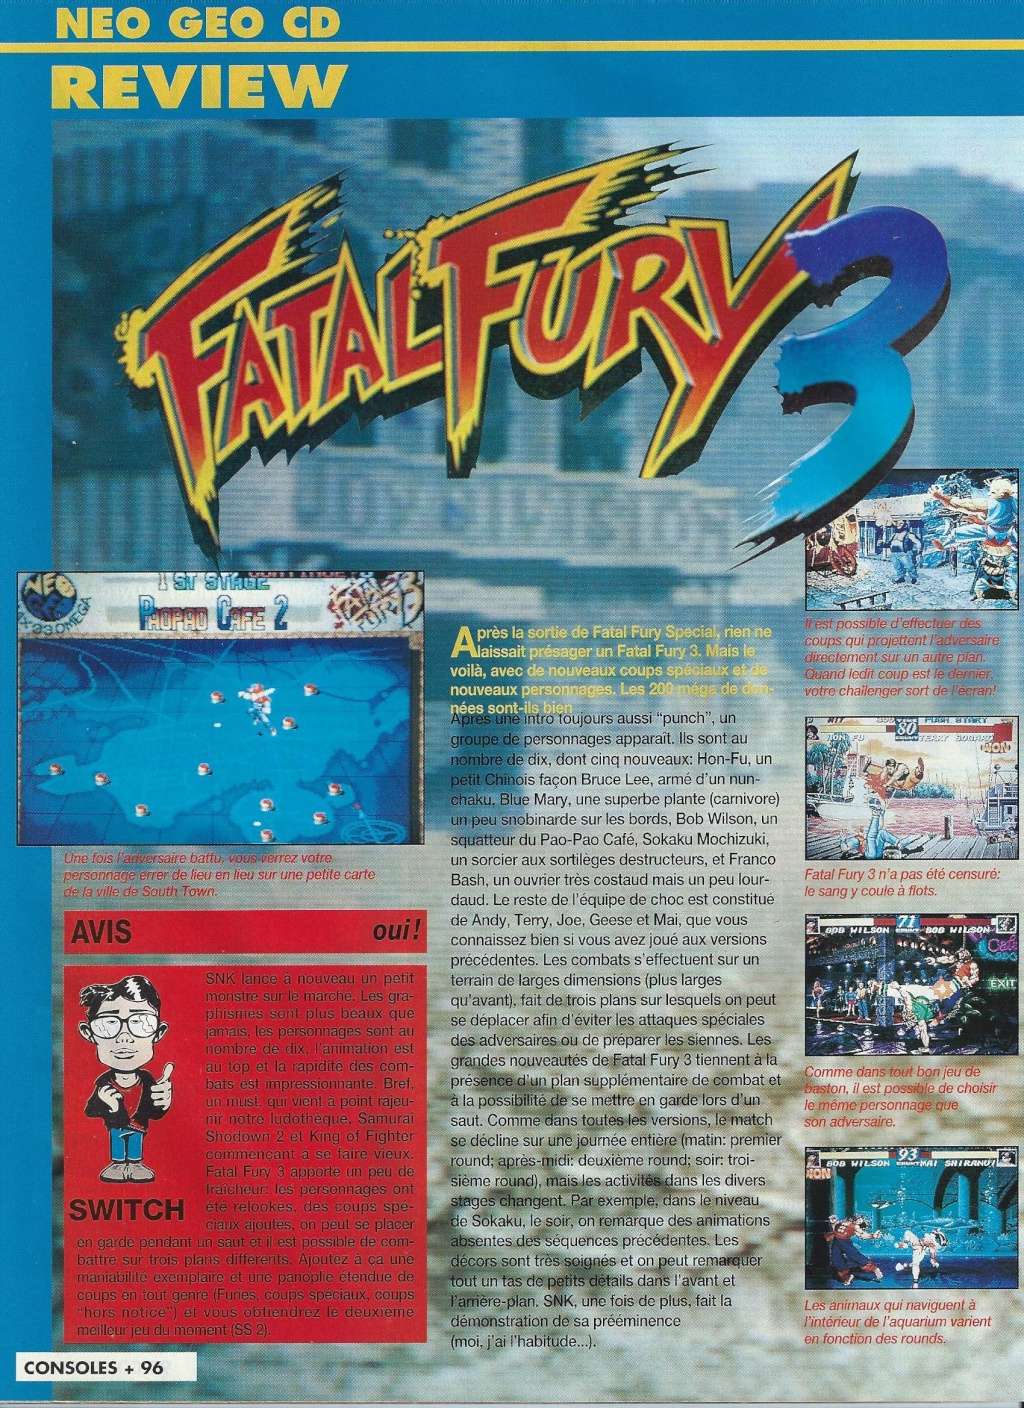 NEO GEO CD
REVIEW
FATAL FURY 3
NEO
GEO
MAX 330 MEGA
1ST STAGE
PAOPAO CAFE 2
FATAL
FURY 3
Une fois l'adversaire battu, vous verrez votre
personnage errer de lieu en lieu sur une petite carte
de la ville de South Town.
AVIS
oui!
SNK lance à nouveau un petit
monstre sur le marché. Les gra-
phismes sont plus beaux que
jamais, les personnages sont au
nombre de dix, l'animation est
au top et la rapidité des com-
bats est impressionnante. Bref,
un must, qui vient à point rajeu-
nir notre ludothèque, Samurai
Shodown 2 et King of Fighter
commençant à se faire vieux.
Fatal Fury 3 apporte un peu de
fraîcheur: les personnages ont
été relookés, des coups spé-
ciaux ajoutés, on peut se placer
en garde pendant un saut et il est possible de com-
battre sur trois plans différents. Ajoutez à ça une
maniabilité exemplaire et une panoplie étendue de
coups en tout genre (Furies, coups spéciaux, coups
"hors notice") et vous obtiendrez le deuxième
meilleur jeu du moment (SS 2).
SWITCH
Après la sortie de Fatal Fury Special, rien ne
laissait présager un Fatal Fury 3. Mais le
voilà, avec de nouveaux coups spéciaux et de
nouveaux personnages. Les 200 méga de don-
nées sont-ils bien
Après une intro toujours aussi "punch", un
groupe de personnages apparaît. Ils sont au
nombre de dix, dont cinq nouveaux: Hon-Fu, un
petit Chinois façon Bruce Lee, armé d'un nun-
chaku. Blue Mary, une superbe plante (carnivore)
un peu snobinarde sur les bords, Bob Wilson, un
squatteur du Pao-Pao Café, Sokaku Mochizuki,
un sorcier aux sortilèges destructeurs, et Franco
Bash, un ouvrier très costaud mais un peu lour-
daud. Le reste de l'équipe de choc est constitué
de Andy, Terry, Joe, Geese et Mai, que vous
connaissez bien si vous avez joué aux versions
précédentes. Les combats s'effectuent sur un
terrain de larges dimensions (plus larges
qu'avant), fait de trois plans sur lesquels on peut
se déplacer afin d'éviter les attaques spéciales
des adversaires ou de préparer les siennes. Les
grandes nouveautés de Fatal Fury 3 tiennent à la
présence d'un plan supplémentaire de combat et
à la possibilité de se mettre en garde lors d'un
saut. Comme dans toutes les versions, le match
se décline sur une journée entière (matin: premier
round; après-midi: deuxième round; soir: troi-
sième round), mais les activités dans les divers
stages changent. Par exemple, dans le niveau
de Sokaku, le soir, on remarque des animations
absentes des séquences précédentes. Les
décors sont très soignés et on peut remarquer
tout un tas de petits détails dans l'avant et
l'arrière-plan. SNK, une fois de plus, fait la
démonstration de sa prééminence
(moi, j'ai l'habitude...).
Il est possible d'effectuer des
coups qui projettent l'adversaire
directement sur un autre plan.
Quand ledit coup est le dernier,
votre challenger sort de l'écran!
HIT
80
PUSH START
HON FU
TERRY BOGARD
WON
Fatal Fury 3 n'a pas été censuré:
le sang y coule à flots.
71
BOB WILSON
BOB WILSON
Café
EXIT
Comme dans tout bon jeu de
baston, il est possible de choisir
le même personnage que
son adversaire.
93
BOB WILSON
MAI SHIRANUI
WON
Les animaux qui naviguent à
l'intérieur de l'aquarium varient
en fonction des rounds.
CONSOLES + 96